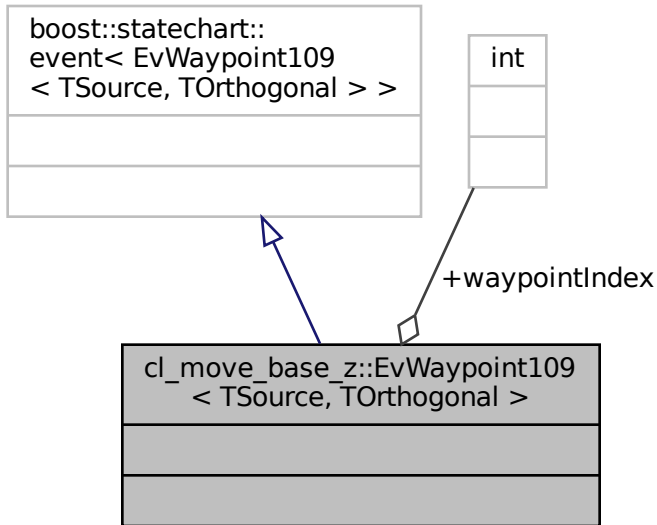 boost::statechart::
event< EvWaypoint109
< TSource, TOrthogonal > >
int
+waypointIndex
cl_move_base_z::EvWaypoint109
< TSource, TOrthogonal >